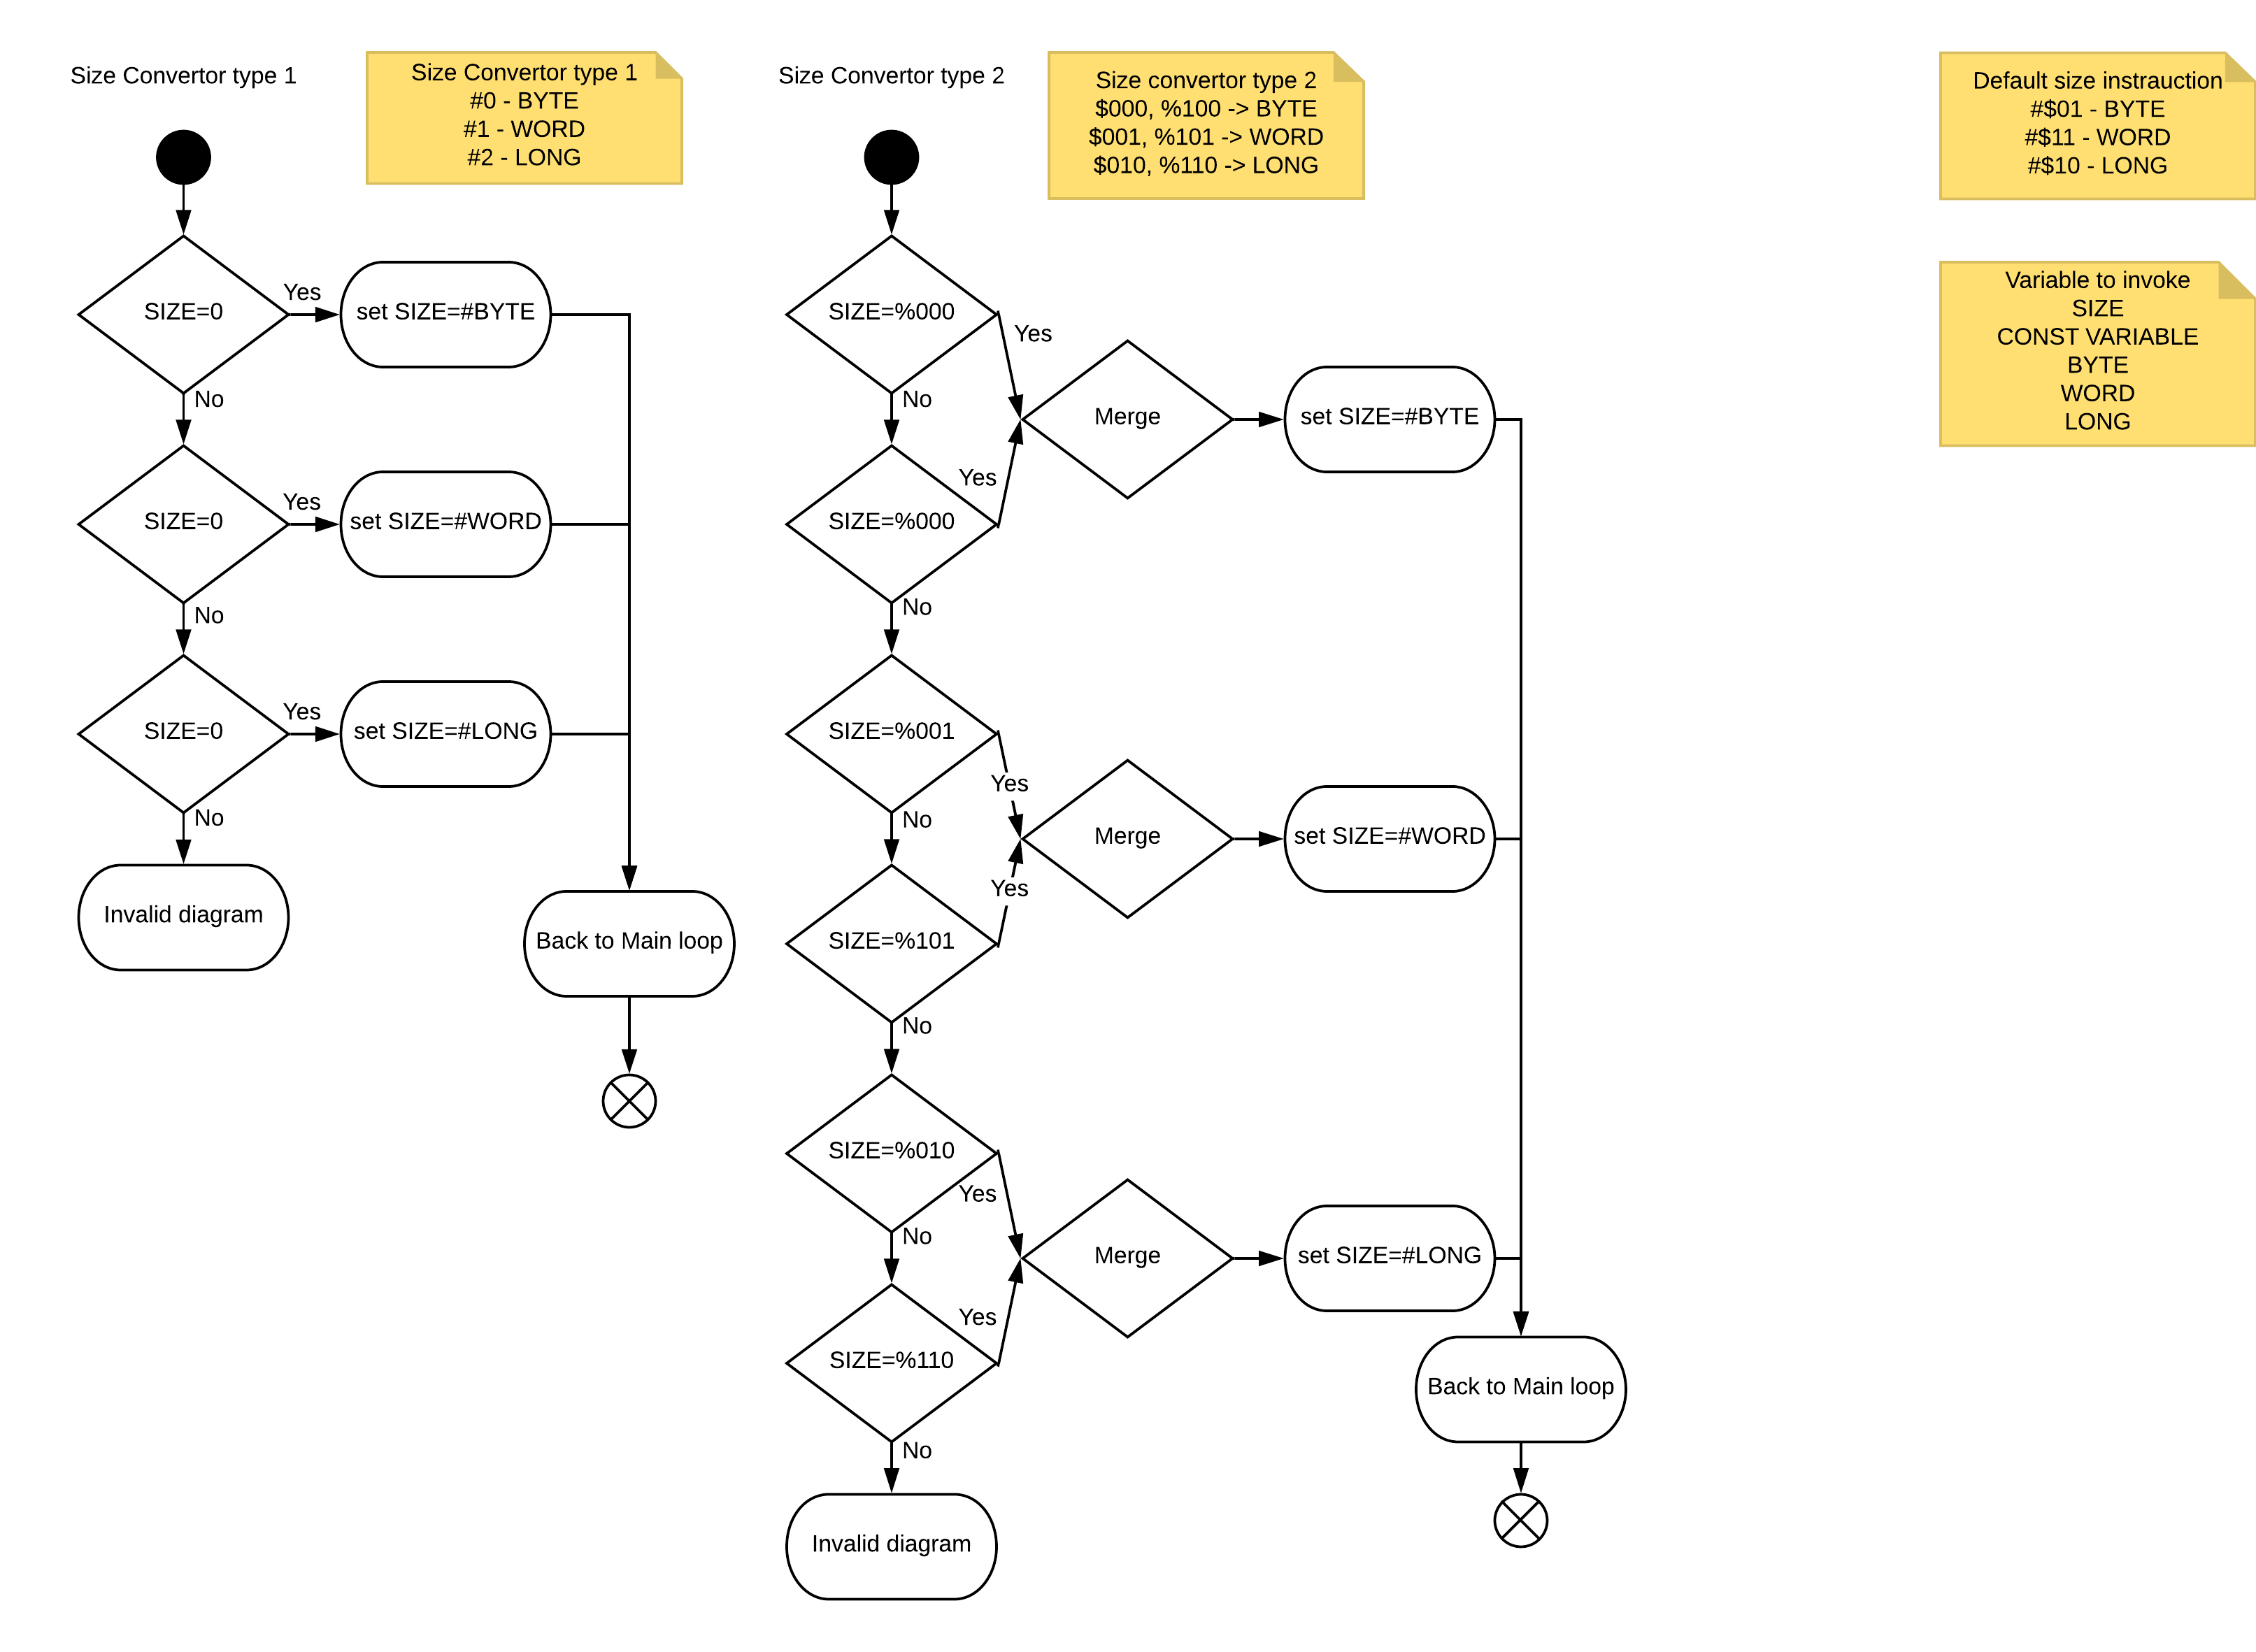 Size Convertor type 1
Size Convertor type 1
#0 - BYTE
#1 - WORD
#2 - LONG
SIZE=0
Yes
set SIZE=#BYTE
No
SIZE=0
Yes
set SIZE=#WORD
No
SIZE=0
Yes
set SIZE=#LONG
No
Invalid diagram
Back to Main loop
Size Convertor type 2
Size convertor type 2
$000, %100 -> BYTE
$001, %101 -> WORD
$010, %110 -> LONG
SIZE=%000
Yes
No
Merge
set SIZE=#BYTE
SIZE=%000
Yes
No
SIZE=%001
Yes
No
Merge
set SIZE=#WORD
SIZE=%101
Yes
No
SIZE=%010
Yes
No
Merge
set SIZE=#LONG
SIZE=%110
Yes
No
Invalid diagram
Back to Main loop
Default size instrauction
#$01 - BYTE
#$11 - WORD
#$10 - LONG
Variable to invoke
SIZE
CONST VARIABLE
BYTE
WORD
LONG